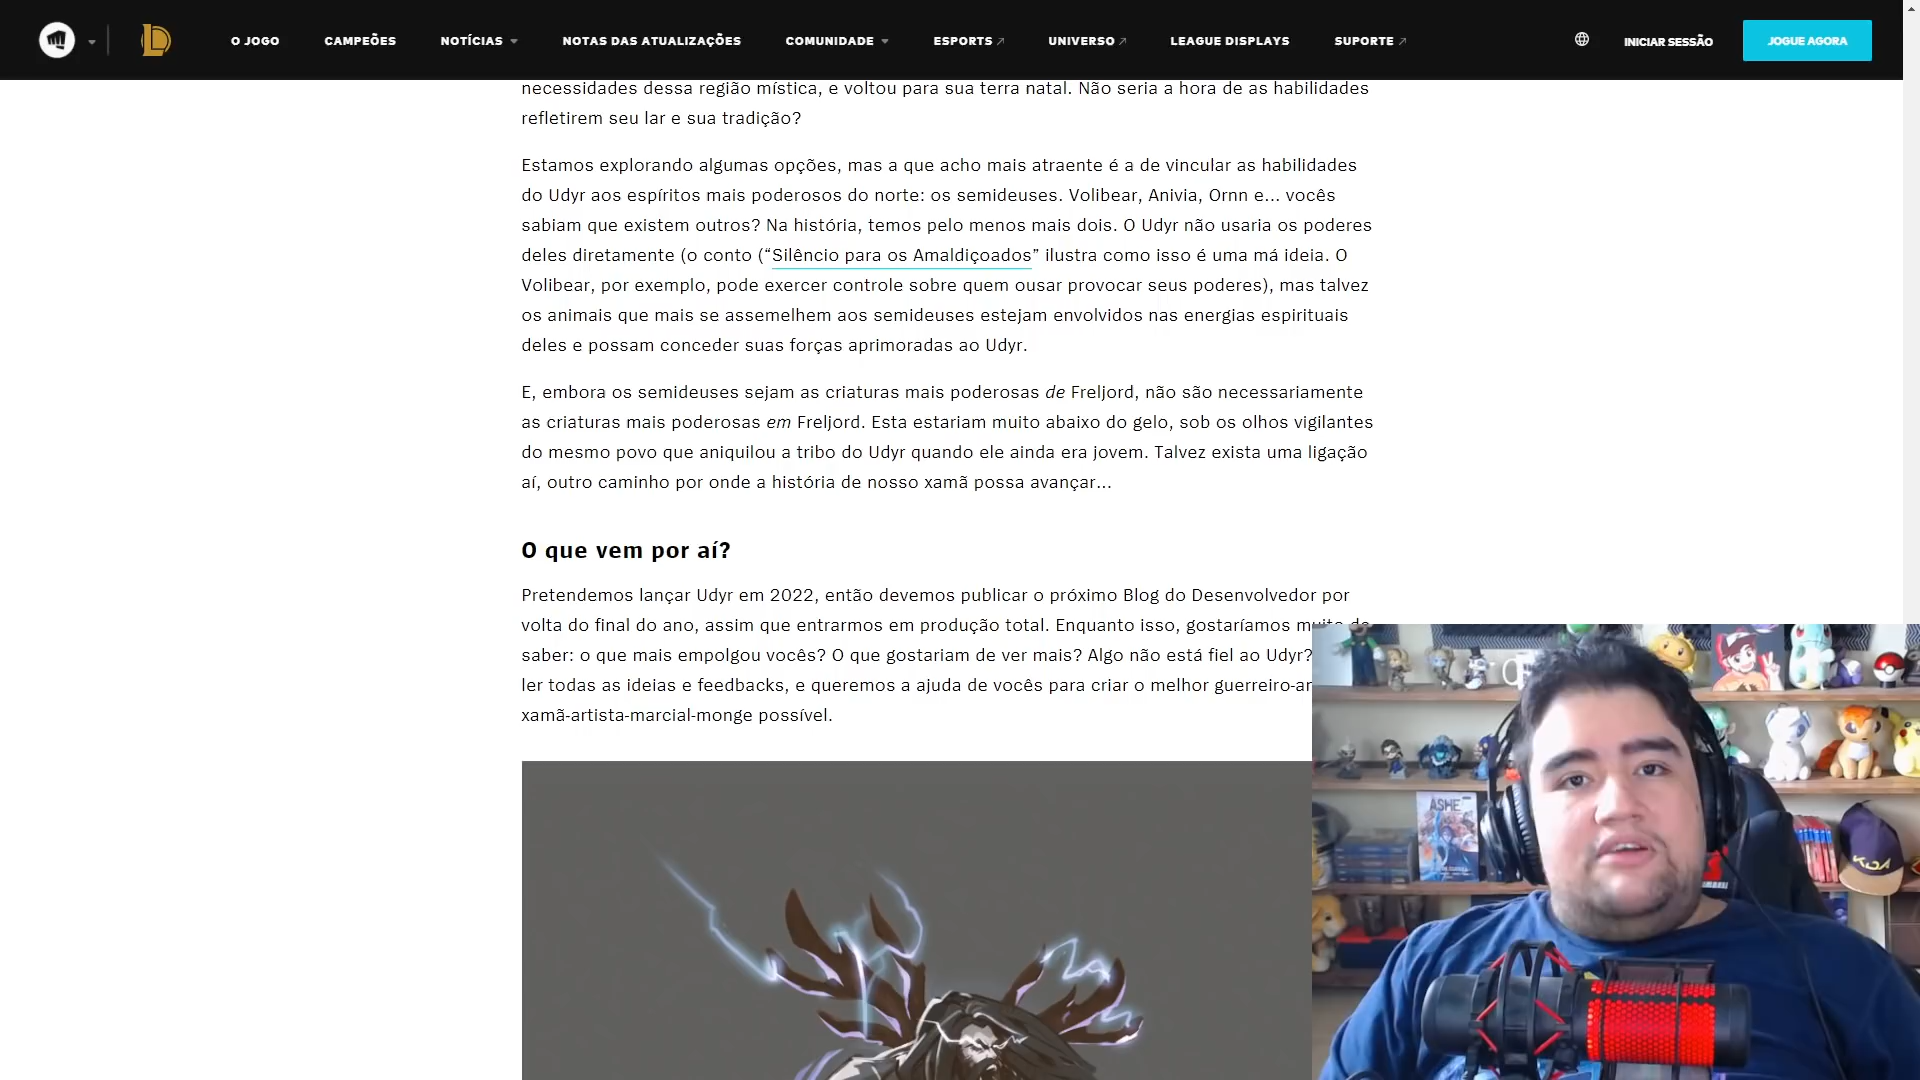 O JOGO
CAMPEÕES
NOTÍCIAS
NOTAS DAS ATUALIZAÇÕES
COMUNIDADE
ESPORTS
UNIVERSO
LEAGUE DISPLAYS
SUPORTE
INICIAR SESSÃO
JOGUE AGORA
necessidades dessa região mística, e voltou para sua terra natal. Não seria a hora de as habilidades
refletirem seu lar e sua tradição?
Estamos explorando algumas opções, mas a que acho mais atraente é a de vincular as habilidades
do Udyr aos espíritos mais poderosos do norte: os semideuses. Volibear, Anivia, Ornn e... vocês
sabiam que existem outros? Na história, temos pelo menos mais dois. O Udyr não usaria os poderes
deles diretamente (o conto (“Silêncio para os Amaldiçoados” ilustra como isso é uma má ideia. O
Volibear, por exemplo, pode exercer controle sobre quem ousar provocar seus poderes), mas talvez
os animais que mais se assemelhem aos semideuses estejam envolvidos nas energias espirituais
deles e possam conceder suas forças aprimoradas ao Udyr.
E, embora os semideuses sejam as criaturas mais poderosas de Freljord, não são necessariamente
as criaturas mais poderosas em Freljord. Esta estariam muito abaixo do gelo, sob os olhos vigilantes
do mesmo povo que aniquilou a tribo do Udyr quando ele ainda era jovem. Talvez exista uma ligação
aí, outro caminho por onde a história de nosso xamã possa avançar...
O que vem por aí?
Pretendemos lançar Udyr em 2022, então devemos publicar o próximo Blog do Desenvolvedor por
volta do final do ano, assim que entrarmos em produção total. Enquanto isso, gostaríamos muito de
saber: o que mais empolgou vocês? O que gostariam de ver mais? Algo não está fiel ao Udyr?
ler todas as ideias e feedbacks, e queremos a ajuda de vocês para criar o melhor guerreiro-ar
xamã-artista-marcial-monge possível.
ASHE